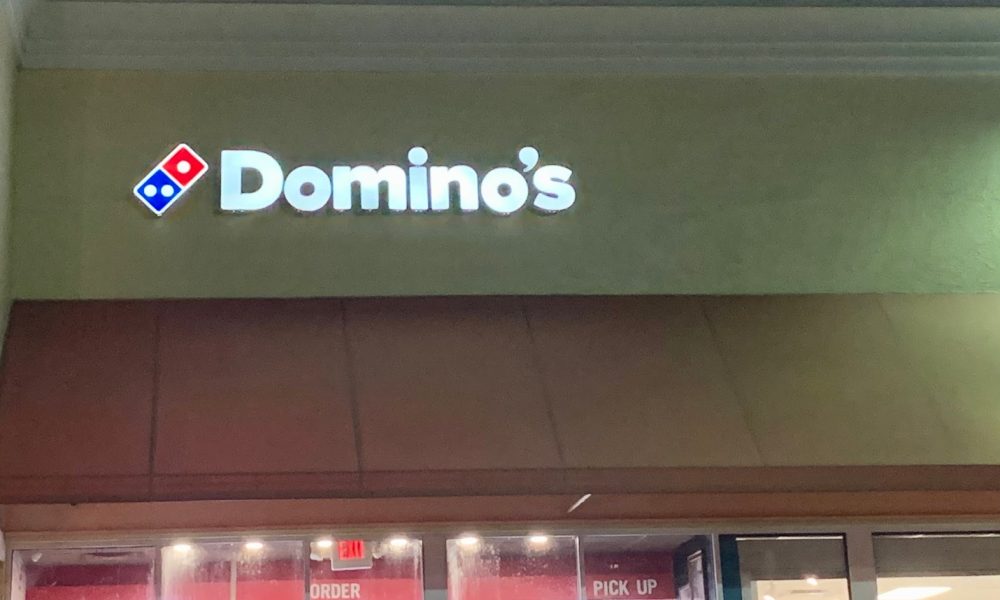 Domino's
EXIT
ORDER
PICK UP